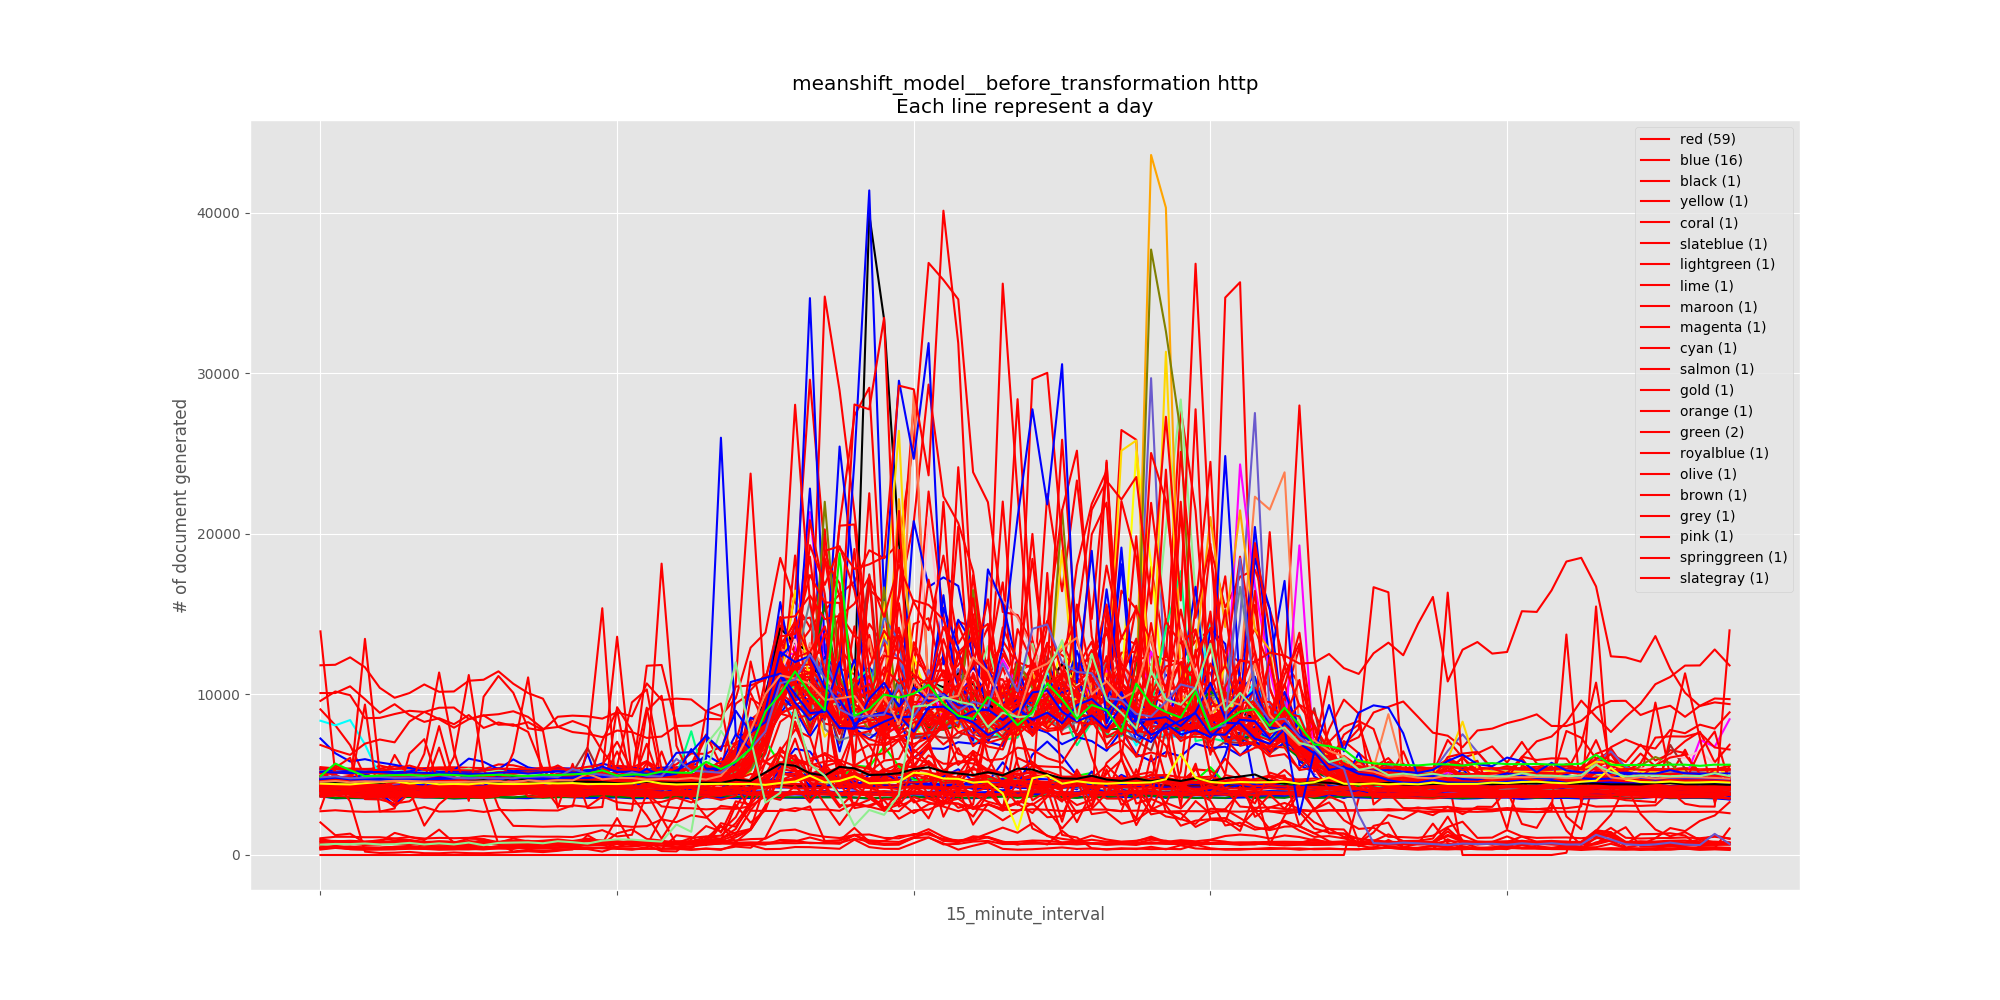 meanshift_model__before_transformation http
Each line represent a day
# of document generated
40000
30000
20000
10000
0
15_minute_interval
red (59)
blue (16)
black (1)
yellow (1)
coral (1)
slateblue (1)
lightgreen (1)
lime (1)
maroon (1)
magenta (1)
cyan (1)
salmon (1)
gold (1)
orange (1)
green (2)
royalblue (1)
olive (1)
brown (1)
grey (1)
pink (1)
springgreen (1)
slategray (1)